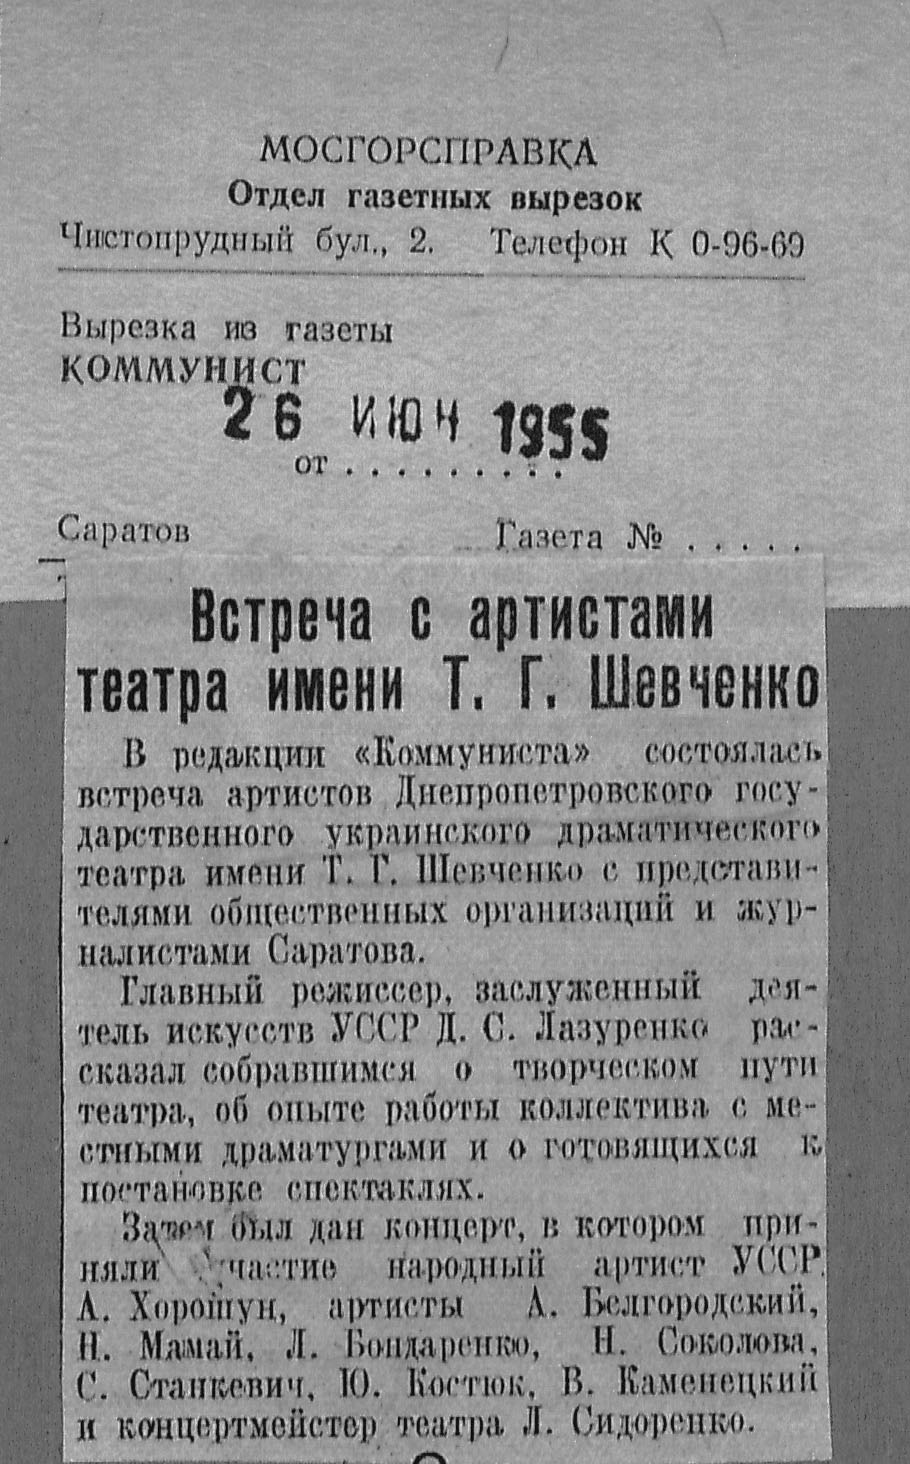 МОСГОРСПРАВКА
Отдел газетных вырезок
Чистопрудный бул., 2. Телефон К 0-96-69
Вырезка из газеты
КОММУНИСТ
26 ИЮН 1955
от . . . . . . . . .
Саратов Газета № . . . . .
Встреча с артистами
театра имени Т. Г. Шевченко
В редакции «Коммуниста» состоялась
встреча артистов Днепропетровского госу-
дарственного украинского драматического
театра имени Т. Г. Шевченко с представи-
телями общественных организаций и жур-
налистами Саратова.
Главный режиссер, заслуженный дея-
тель искусств УССР Д. С. Лазуренко рас-
сказал собравшимся о творческом пути
театра, об опыте работы коллектива с ме-
стными драматургами и о готовящихся к
постановке спектаклях.
Затем был дан концерт, в котором при-
няли участие народный артист УССР
А. Хорошун, артисты А. Белгородский,
Н. Мамай, Л. Бондаренко, Н. Соколова,
С. Станкевич, Ю. Костюк, В. Каменецкий
и концертмейстер театра Л. Сидоренко.